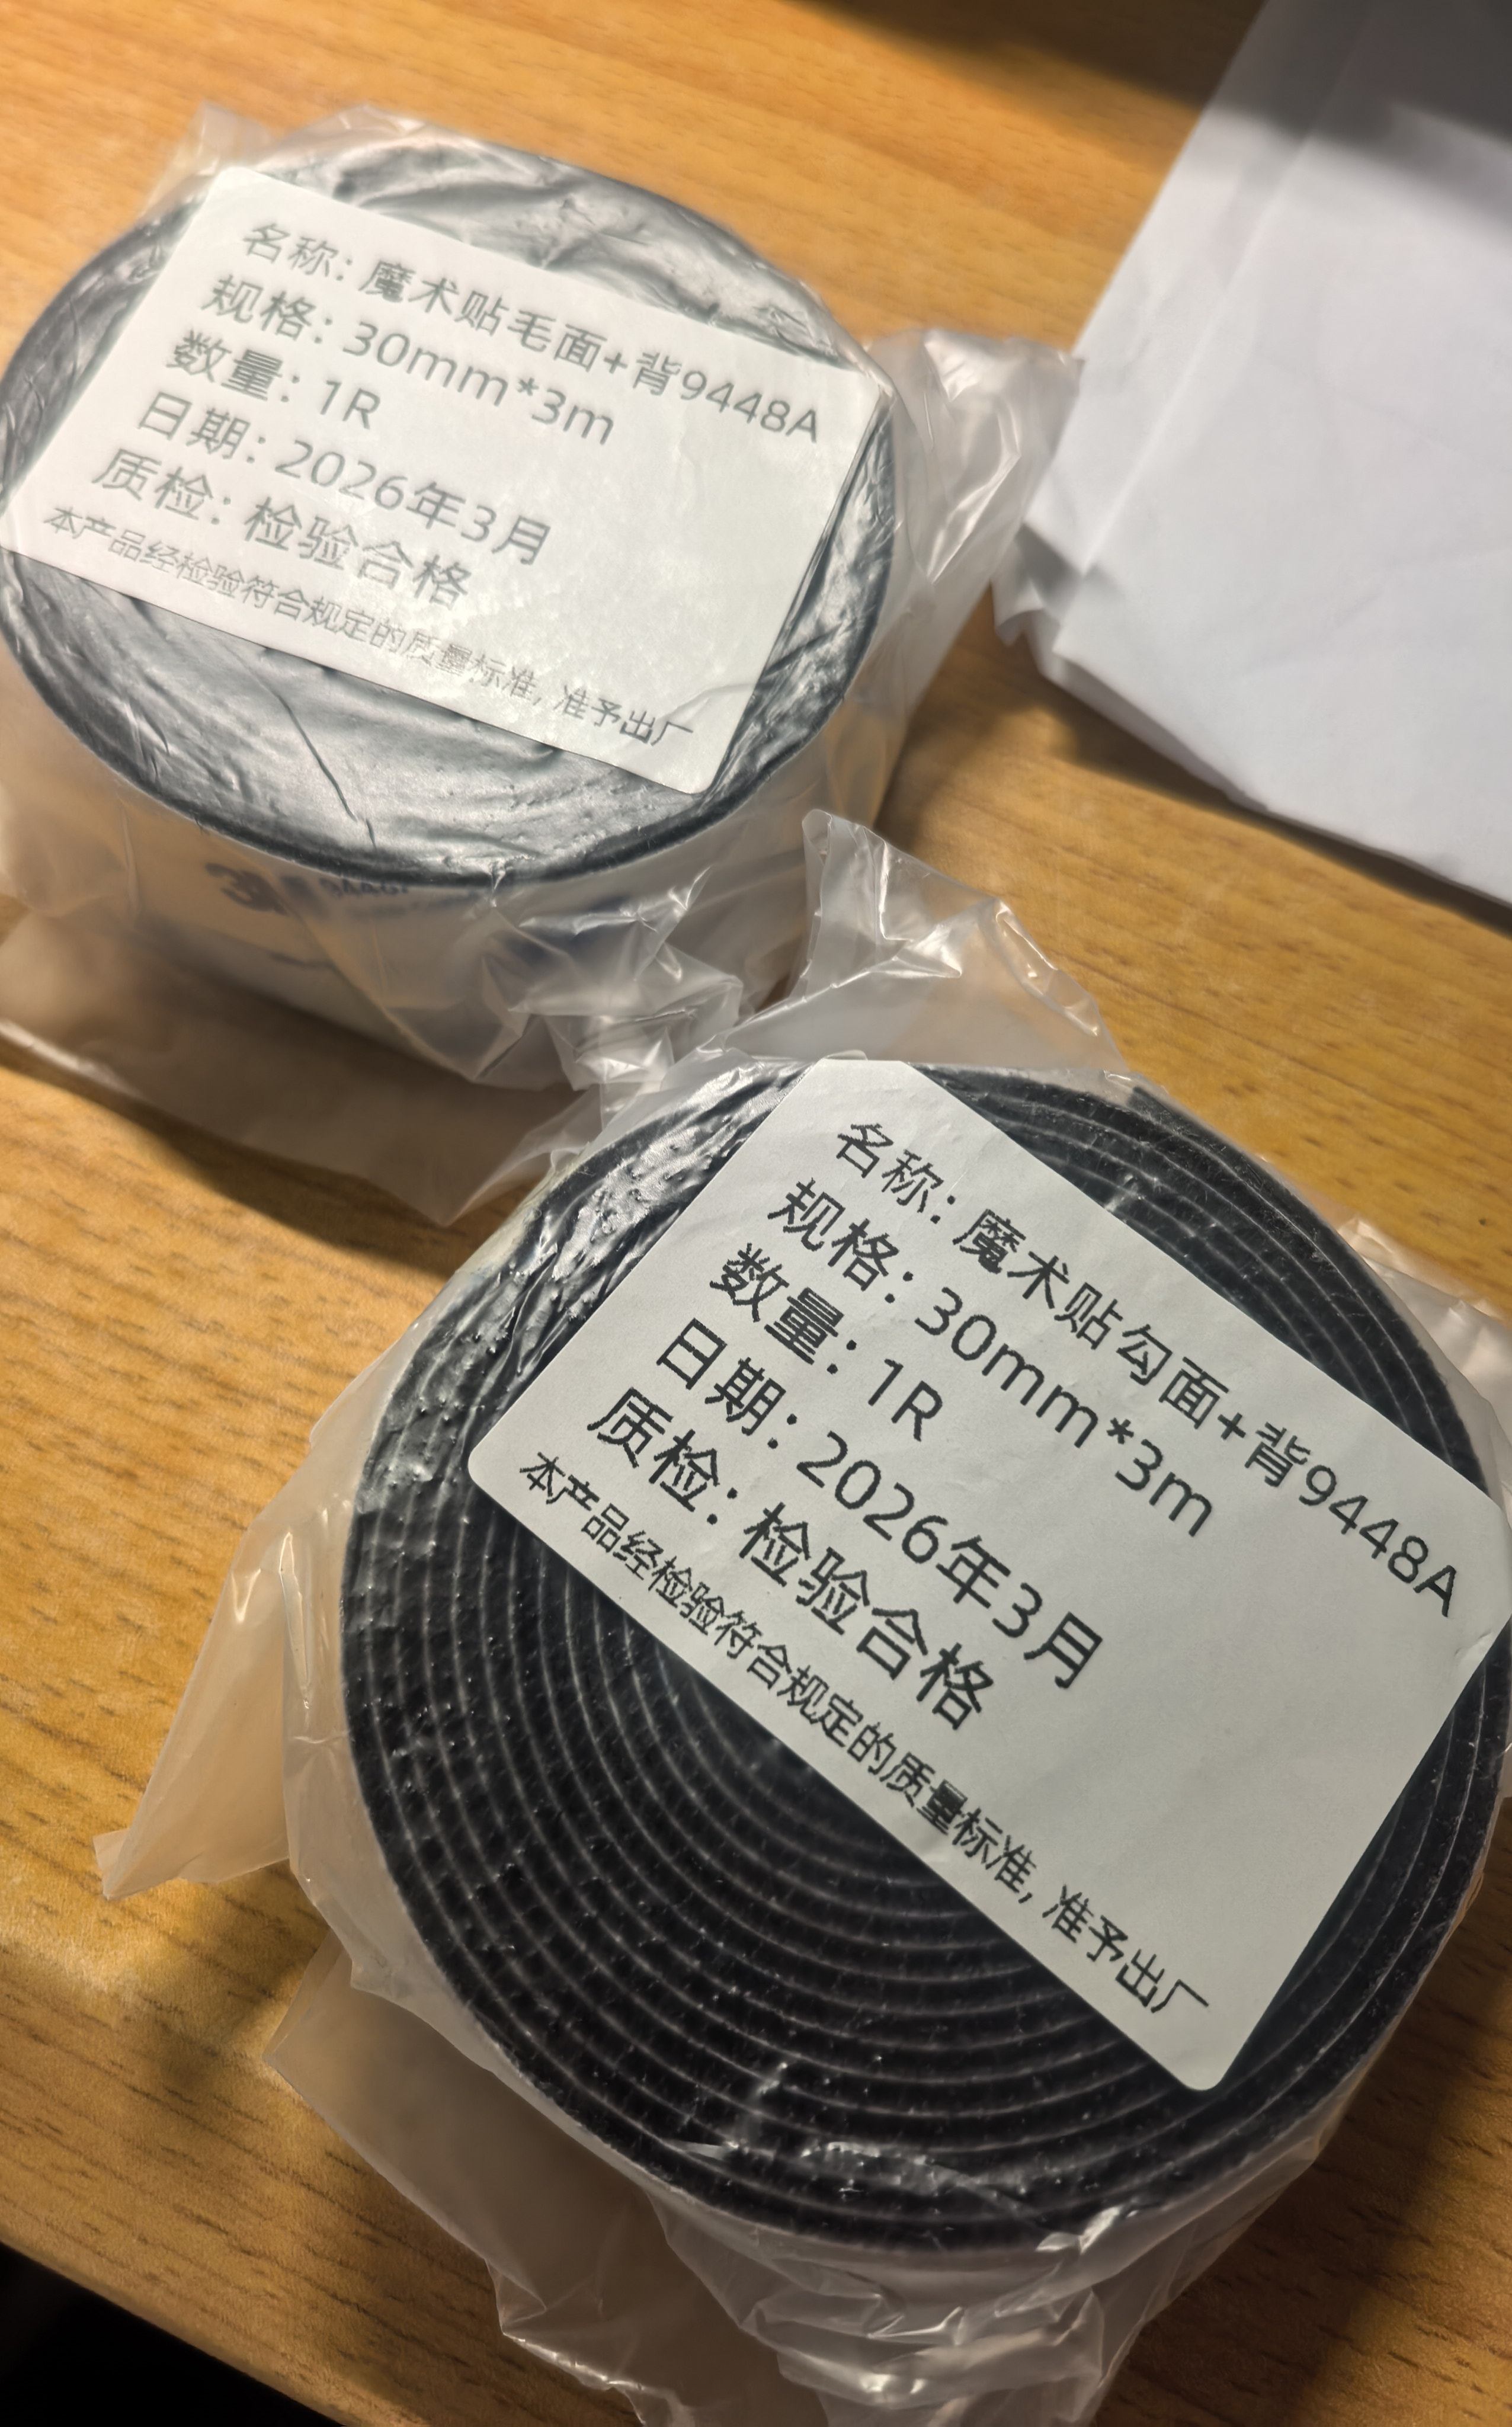 名称：魔术贴毛面+背9448A
规格：30mm*3m
数量：1R
日期：2026年3月
质检：检验合格
本产品经检验符合规定的质量标准，准予出厂
名称：魔术贴勾面+背9448A
规格：30mm*3m
数量：1R
日期：2026年3月
质检：检验合格
本产品经检验符合规定的质量标准，准予出厂